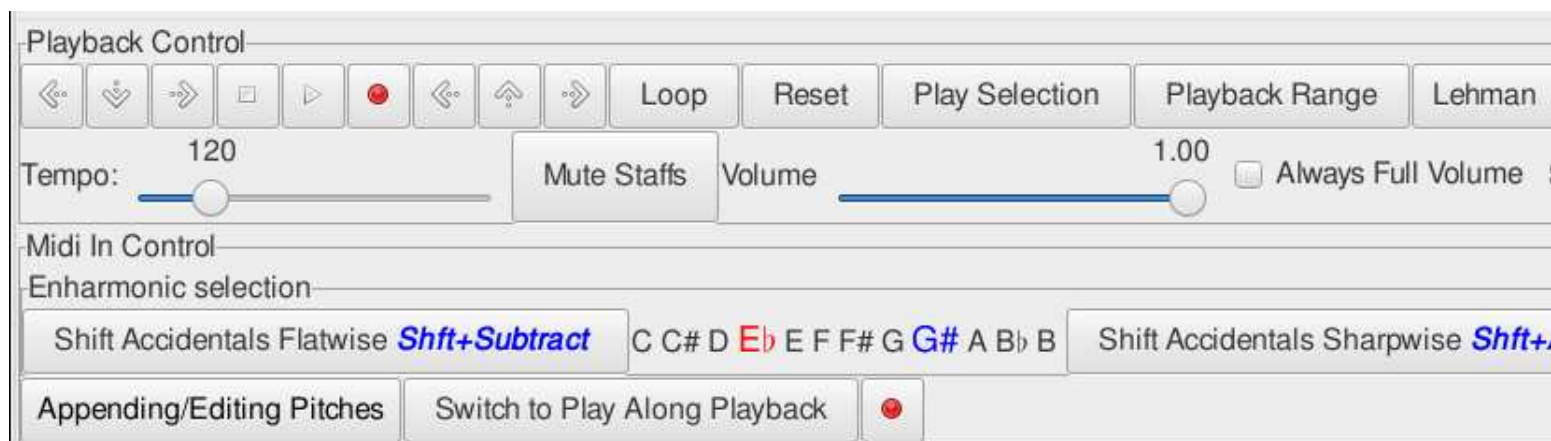 Playback Control
Loop Reset Play Selection Playback Range Lehman
120 1.00
Tempo: Mute Staffs Volume Always Full Volume
Midi In Control
Enharmonic selection
Shift Accidentals Flatwise Shft+Subtract C C# D E♭ E F F# G G# A B♭ B Shift Accidentals Sharpwise Shft+
Appending/Editing Pitches Switch to Play Along Playback